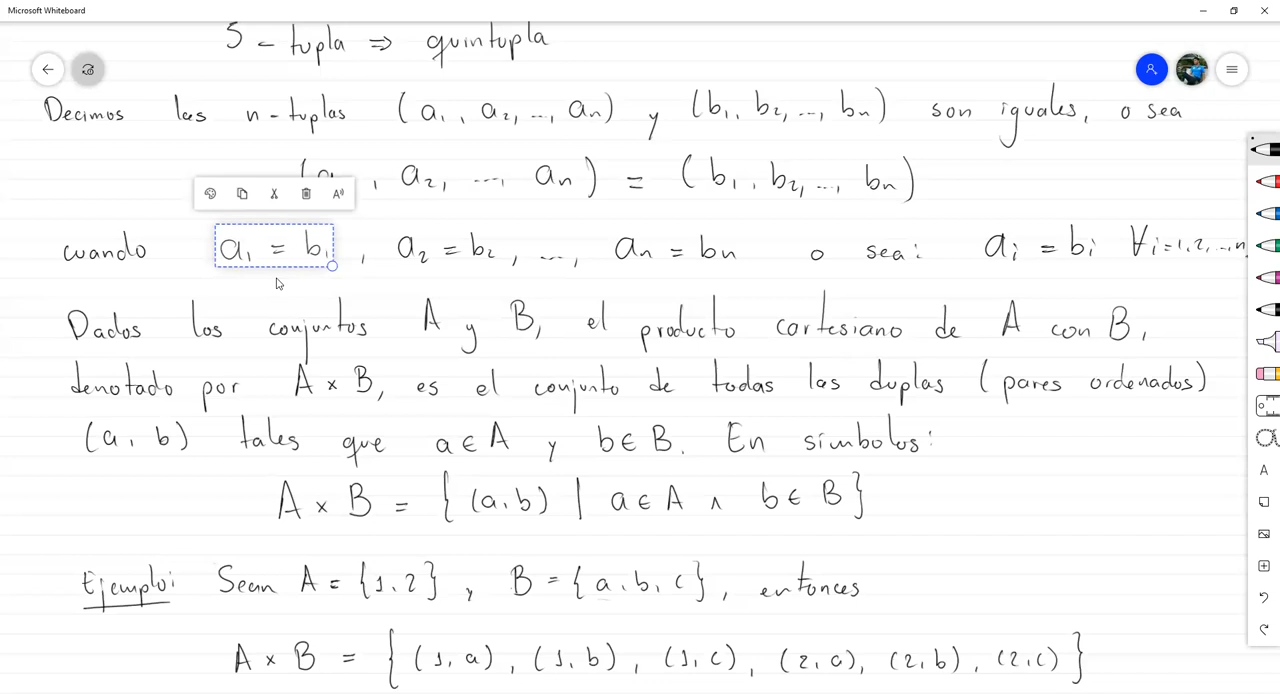 Microsoft Whiteboard
5 - tupla ⇒ quintupla
Decimos las n - tuplas (a₁, a₂, ..., aₙ) y (b₁, b₂, ..., bₙ) son iguales, o sea
, a₂, ..., aₙ) = (b₁, b₂, ..., bₙ)
cuando a₁ = b₁, a₂ = b₂, ..., aₙ = bₙ o sea: aᵢ = bᵢ ∀i=1,2,...,n
Dados los conjuntos A y B, el producto cartesiano de A con B,
denotado por A × B, es el conjunto de todas las duplas (pares ordenados)
(a, b) tales que a ∈ A y b ∈ B. En símbolos:
A × B = {(a, b) | a ∈ A ∧ b ∈ B}
Ejemplo: Sean A = {1, 2}, B = {a, b, c}, entonces
A × B = {(1, a), (1, b), (1, c), (2, a), (2, b), (2, c)}